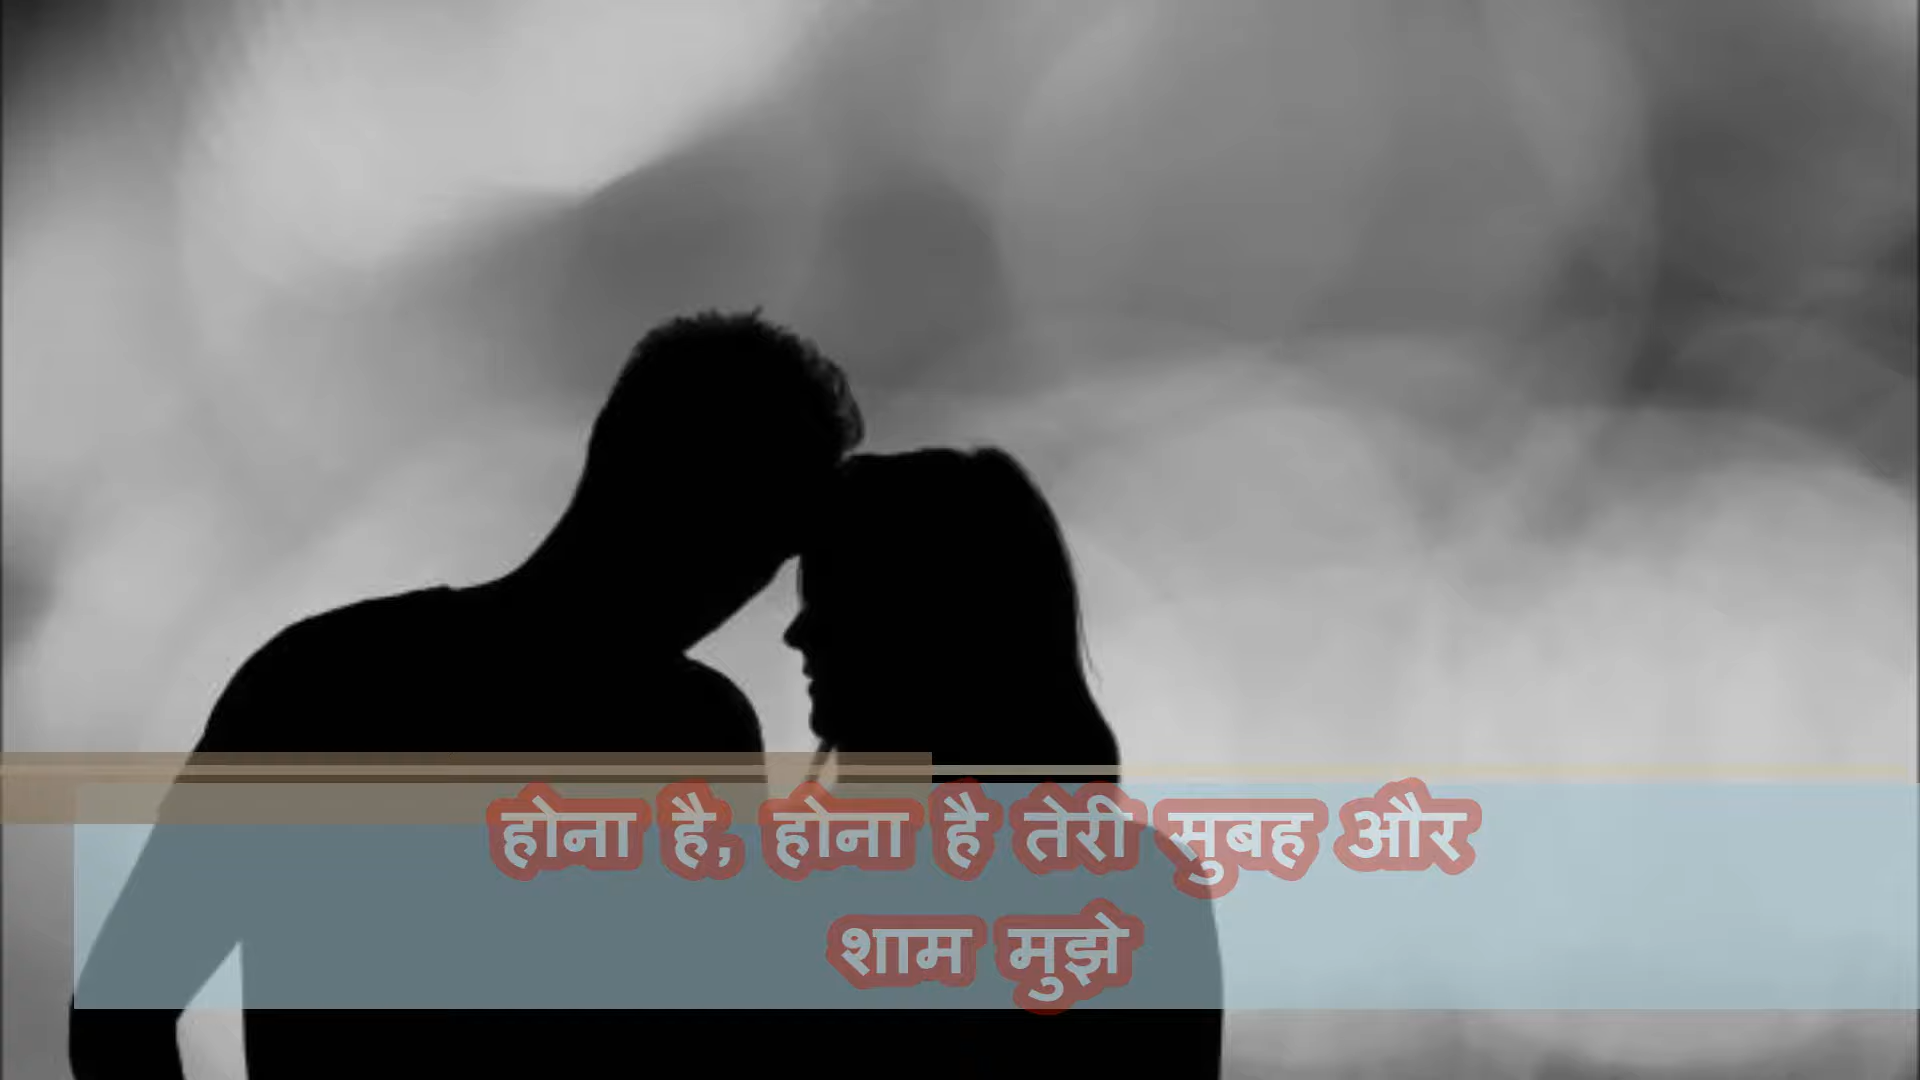 होना है, होना है तेरी सुबह और
शाम मुझे